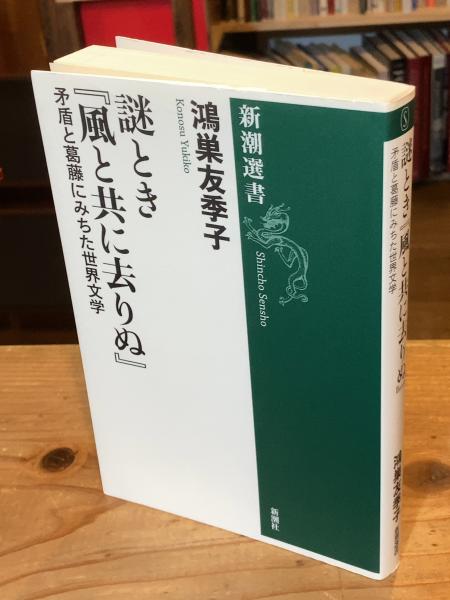 新潮選書
Shincho Sensho
鴻巣友季子
Konosu Yukiko
謎とき
『風と共に去りぬ』
矛盾と葛藤にみちた世界文学
新潮社
S
謎とき『風と共に去りぬ』
矛盾と葛藤にみちた世界文学
鴻巣友季子